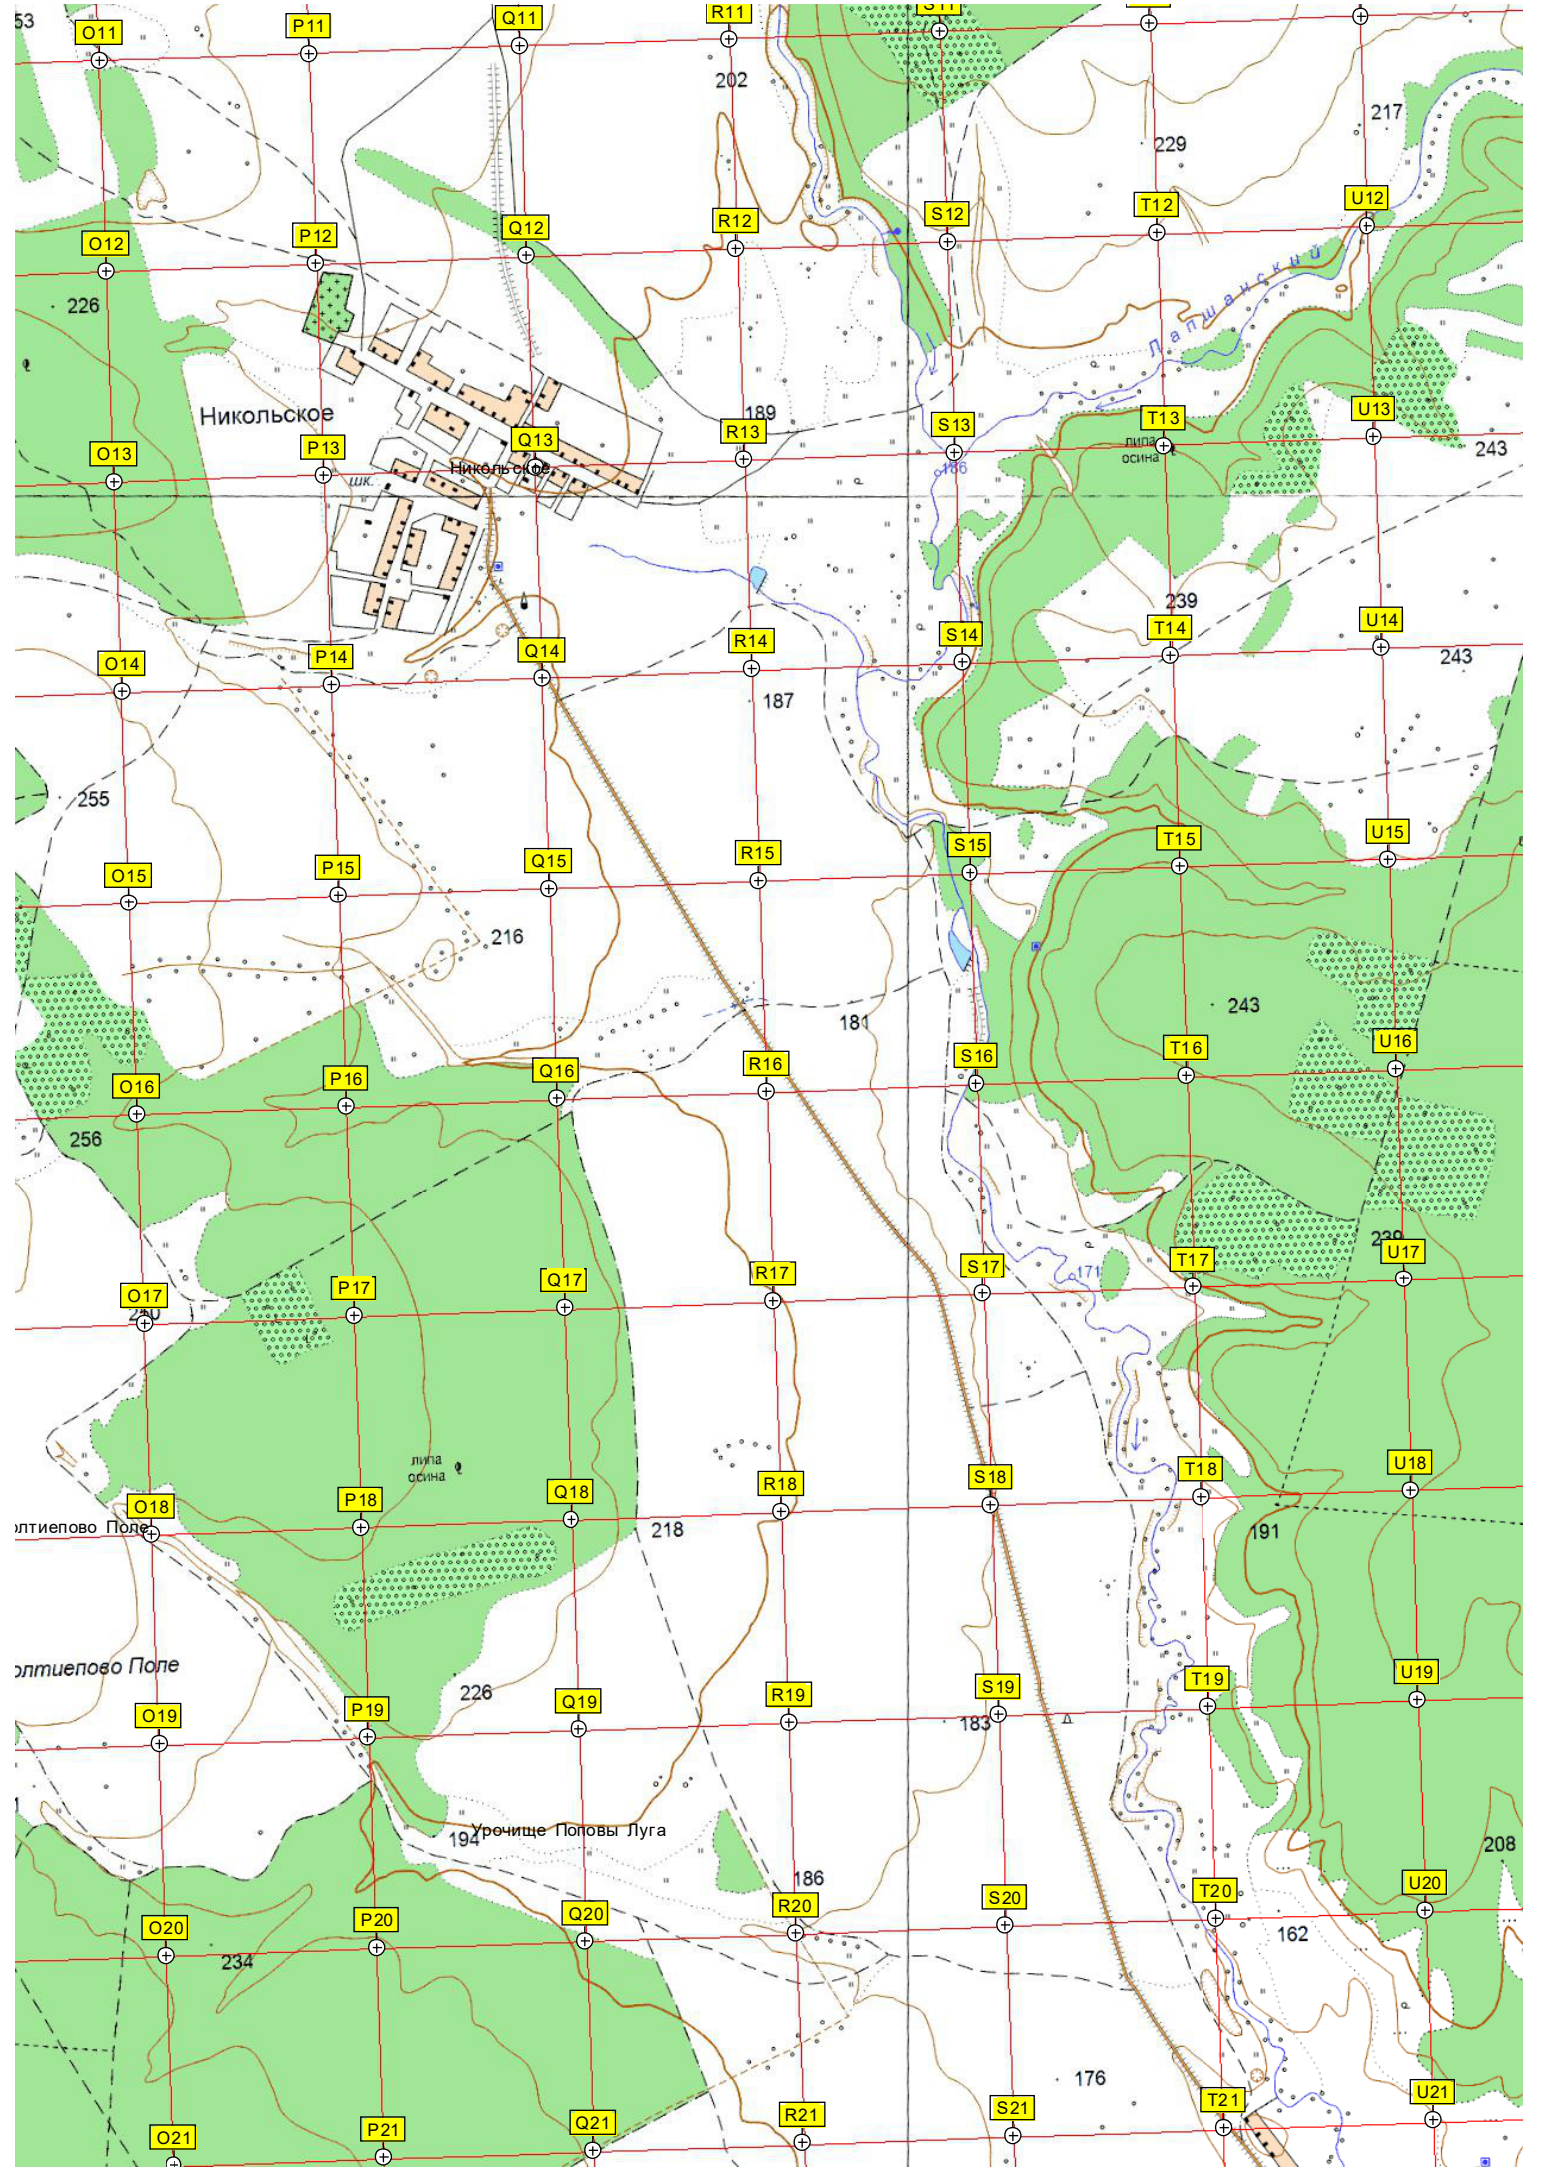 53
O11
P11
Q11
R11
S11
202
217
229
O12
P12
Q12
R12
S12
T12
U12
226
Лапшанский
Никольское
189
O13
P13
Q13
R13
S13
T13
U13
липа
осина
243
Никольское
шк.
186
239
O14
P14
Q14
R14
S14
T14
U14
243
187
255
O15
P15
Q15
R15
S15
T15
U15
216
243
181
O16
P16
Q16
R16
S16
T16
U16
256
239
171
O17
P17
Q17
R17
S17
T17
U17
липа
осина
O18
P18
Q18
R18
S18
T18
U18
олтиепово Поле
218
191
олтиепово Поле
226
O19
P19
Q19
R19
S19
T19
U19
183
194
Урочище Поповы Луга
208
186
O20
P20
Q20
R20
S20
T20
U20
234
162
176
O21
P21
Q21
R21
S21
T21
U21